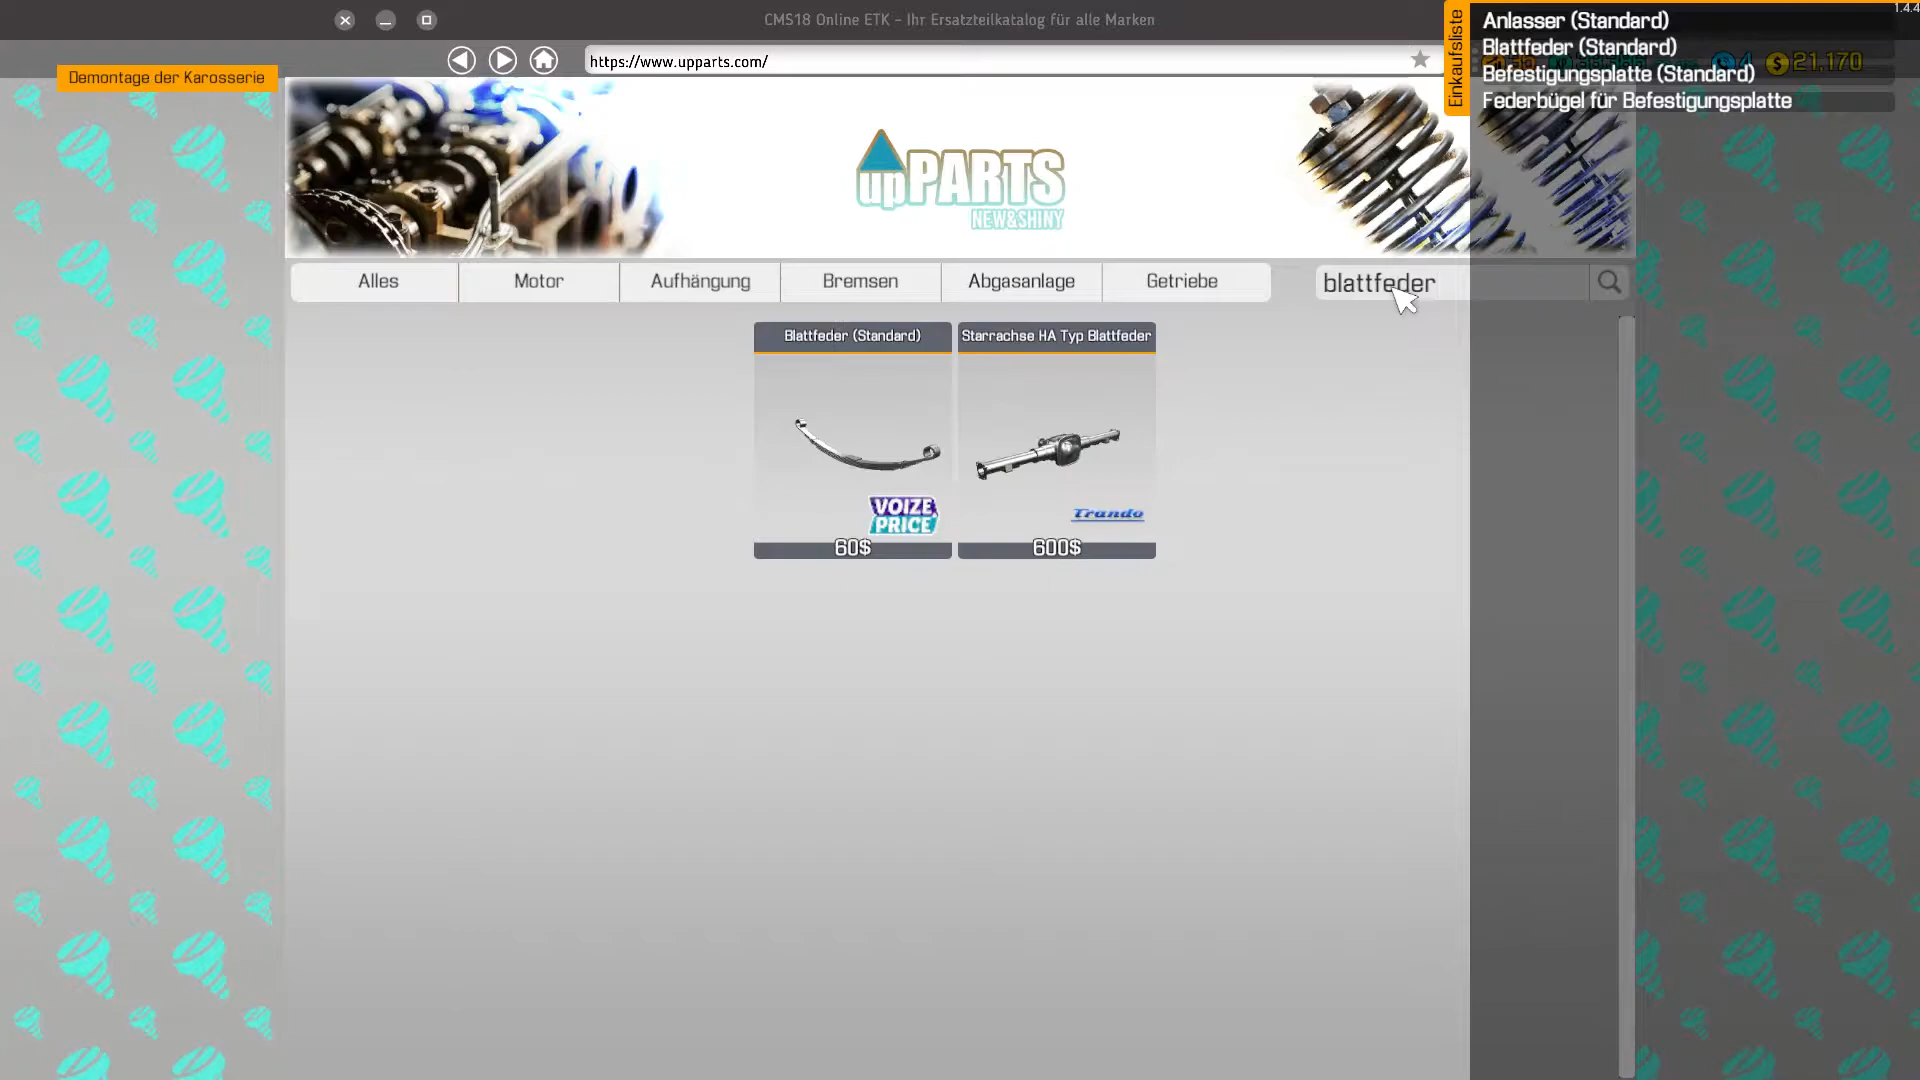 CMS18 Online ETK - Ihr Ersatzteilkatalog für alle Marken
1.4.4
Einkaufsliste
Anlasser (Standard)
Blattfeder (Standard)
Befestigungsplatte (Standard)
Federbügel für Befestigungsplatte
21,170
https://www.upparts.com/
Demontage der Karosserie
upPARTS
NEW&SHINY
Alles
Motor
Aufhängung
Bremsen
Abgasanlage
Getriebe
blattfeder
Blattfeder (Standard)
VOIZE
PRICE
60$
Starrachse HA Typ Blattfeder
Trando
600$